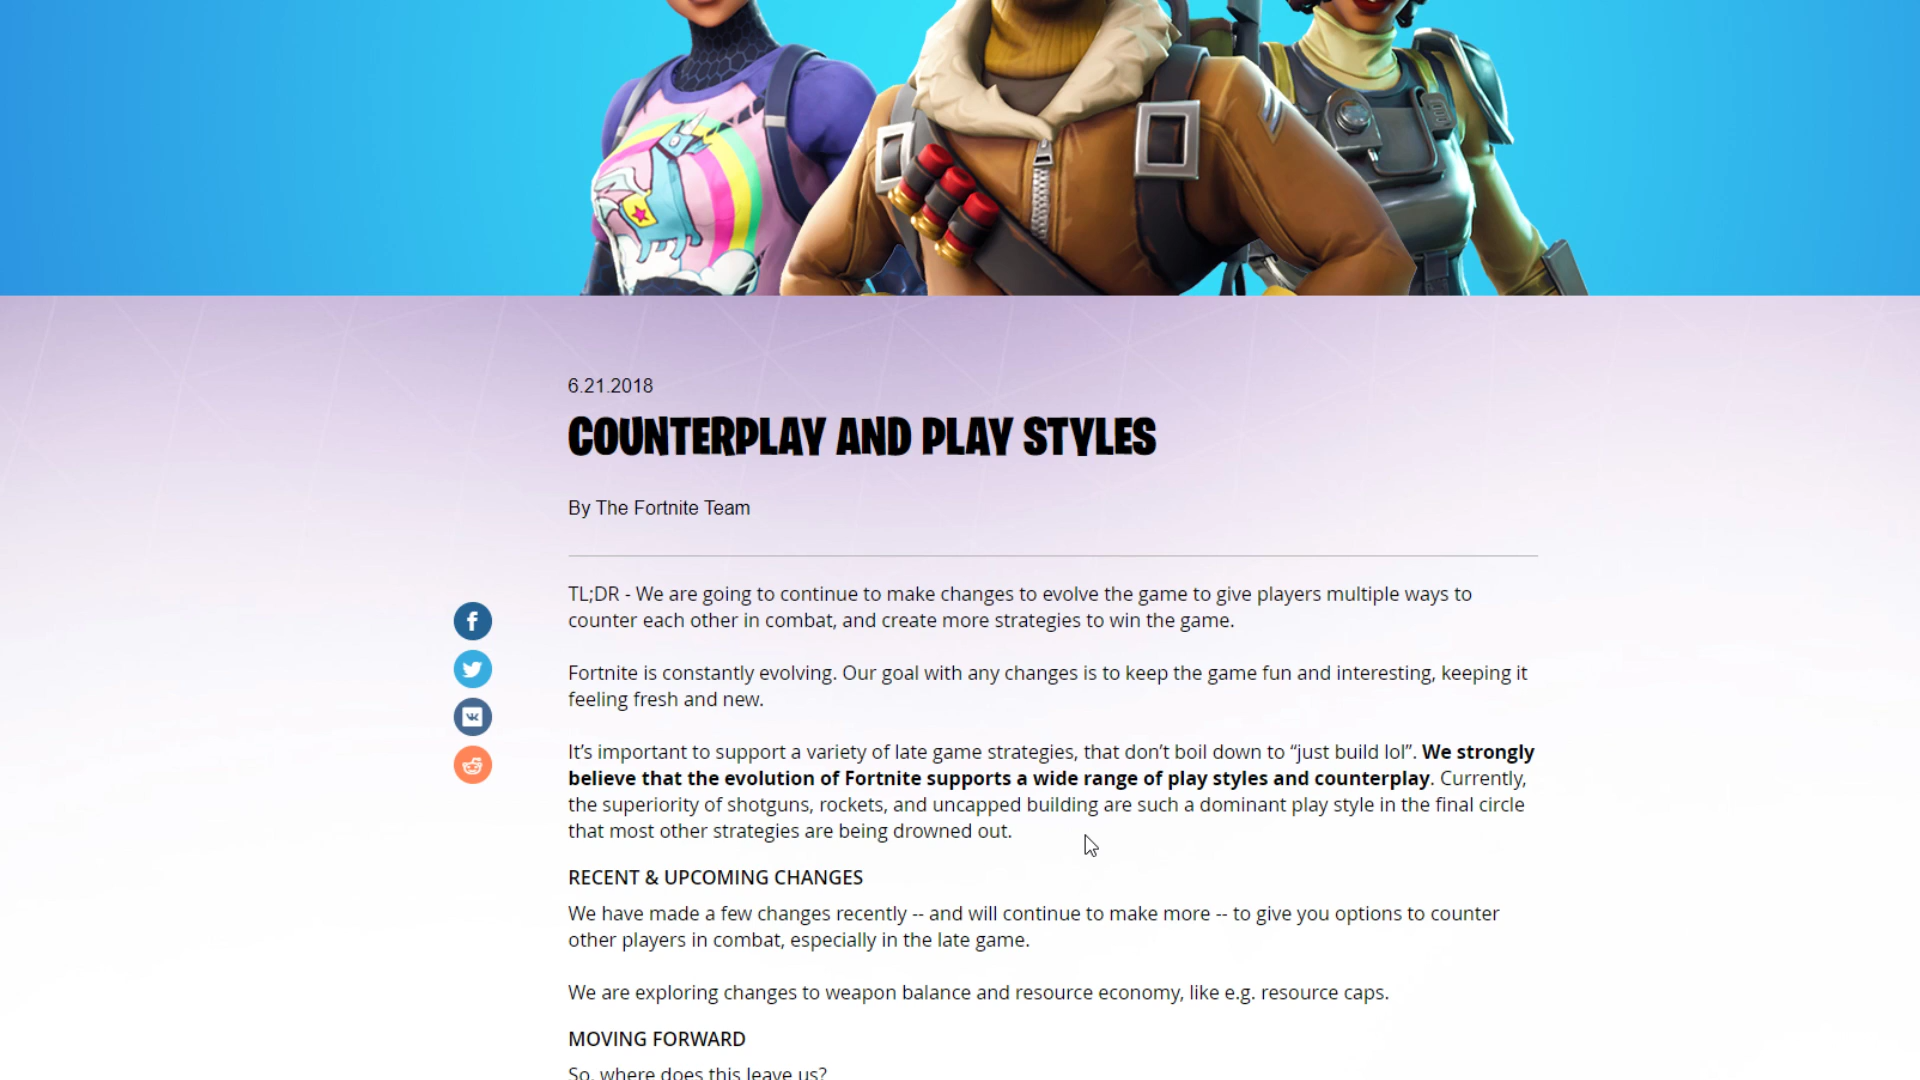 6.21.2018
COUNTERPLAY AND PLAY STYLES
By The Fortnite Team
TL;DR - We are going to continue to make changes to evolve the game to give players multiple ways to
counter each other in combat, and create more strategies to win the game.
Fortnite is constantly evolving. Our goal with any changes is to keep the game fun and interesting, keeping it
feeling fresh and new.
It’s important to support a variety of late game strategies, that don’t boil down to “just build lol”. We strongly
believe that the evolution of Fortnite supports a wide range of play styles and counterplay. Currently,
the superiority of shotguns, rockets, and uncapped building are such a dominant play style in the final circle
that most other strategies are being drowned out.
RECENT & UPCOMING CHANGES
We have made a few changes recently -- and will continue to make more -- to give you options to counter
other players in combat, especially in the late game.
We are exploring changes to weapon balance and resource economy, like e.g. resource caps.
MOVING FORWARD
So, where does this leave us?